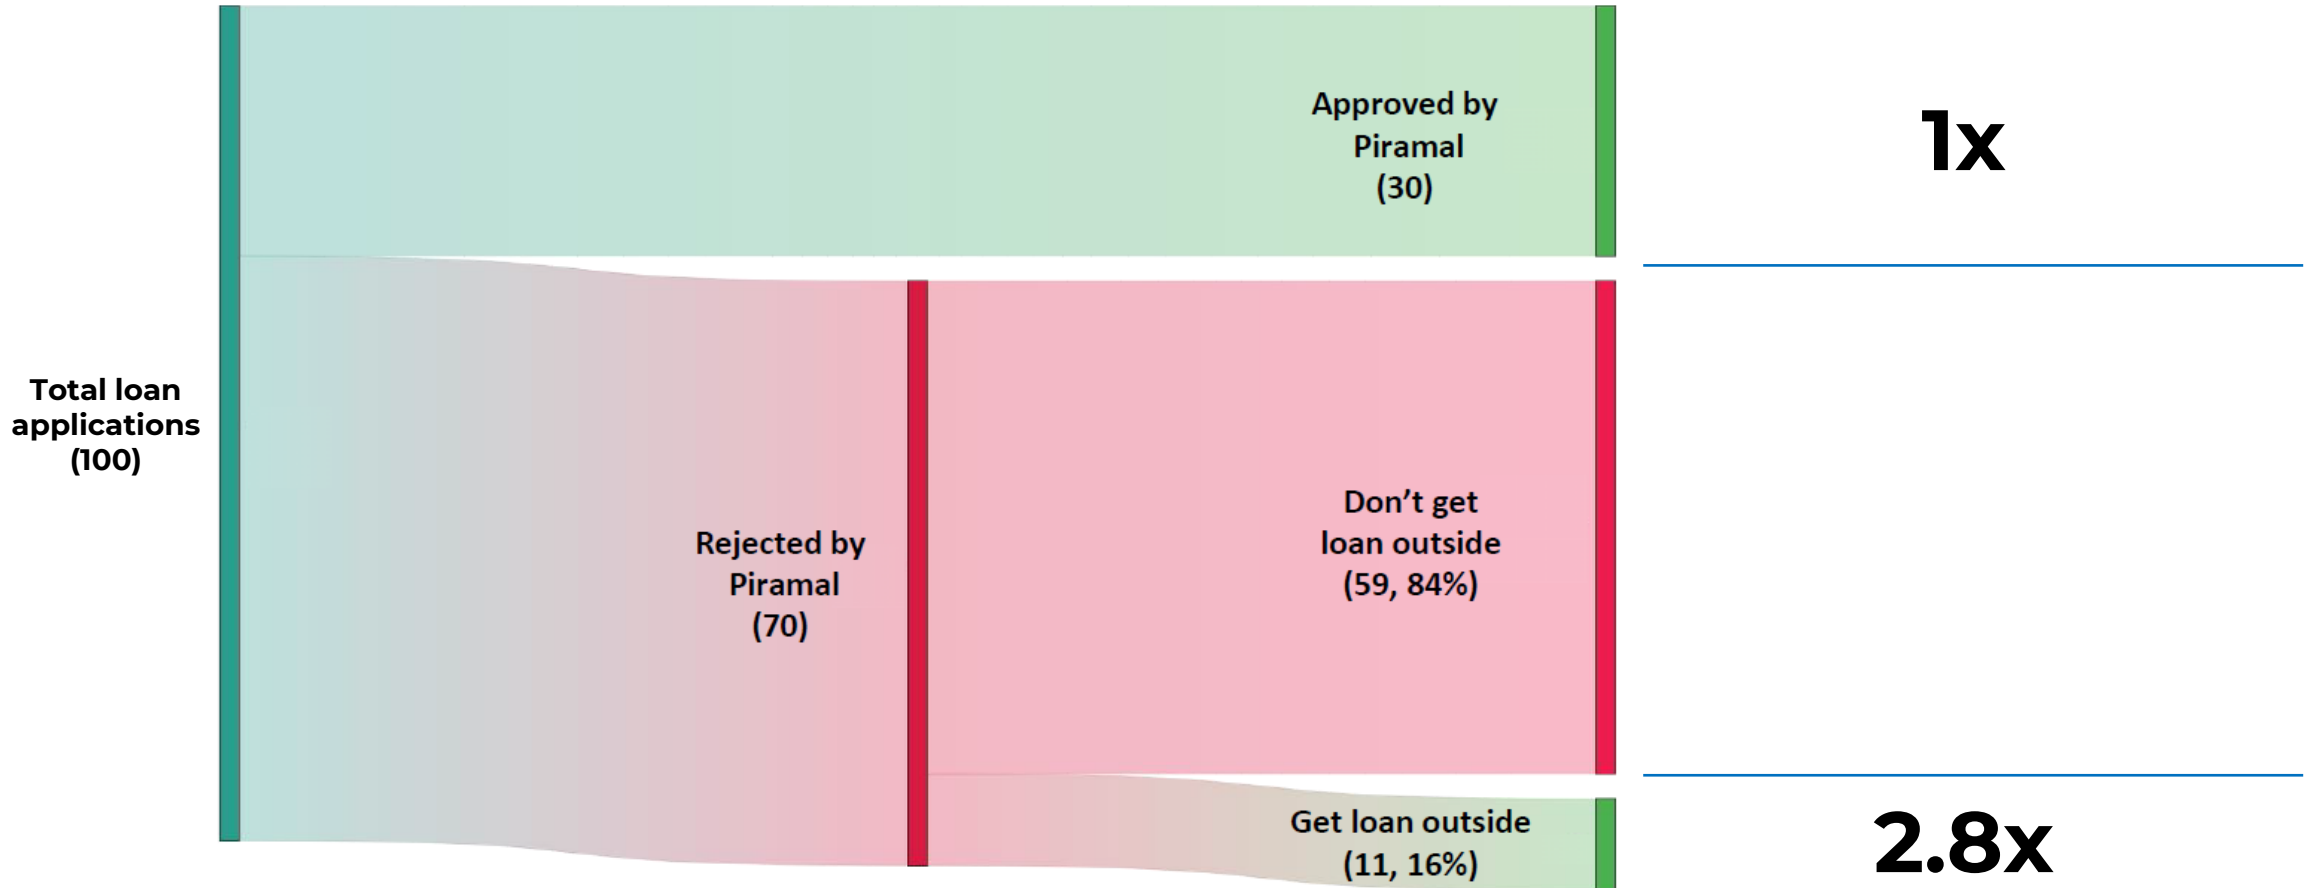 Approved by
Piramal
(30)
1x
Total loan
applications
(100)
Rejected by
Piramal
(70)
Don’t get
loan outside
(59, 84%)
Get loan outside
(11, 16%)
2.8x